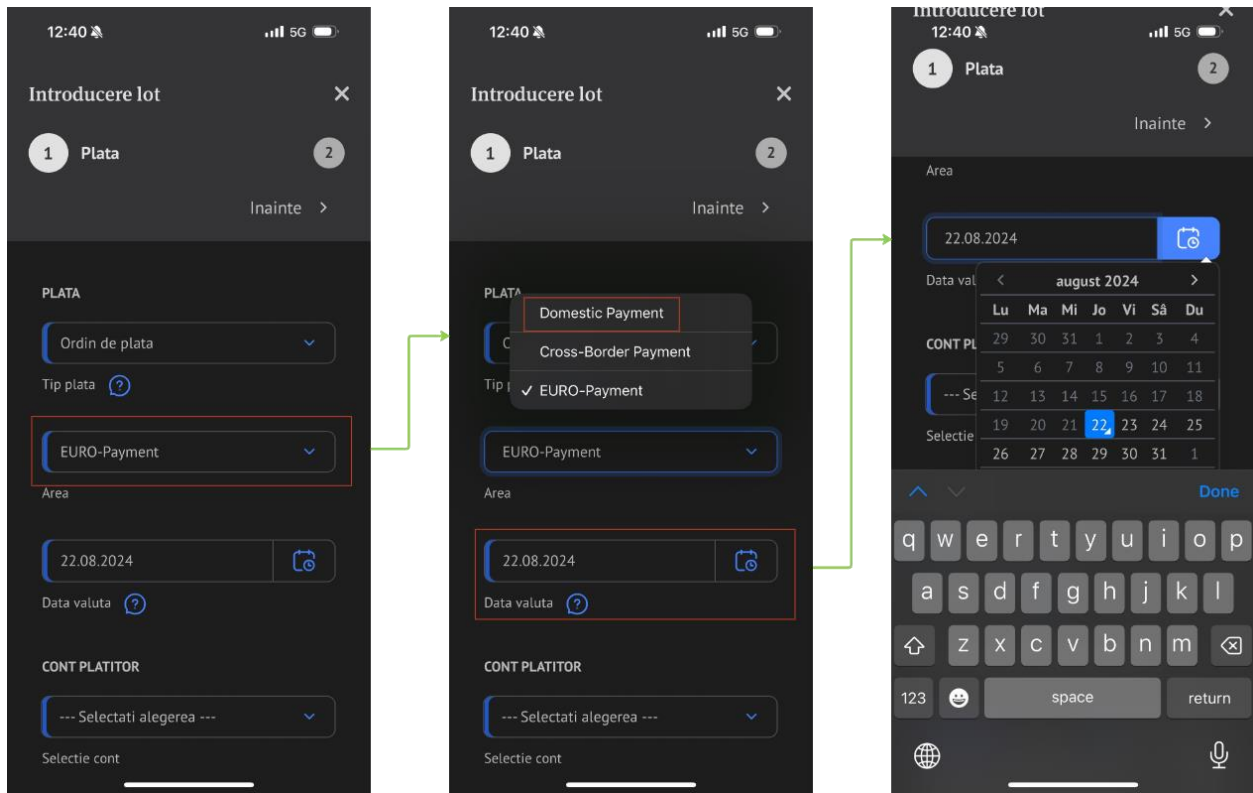 12:40 5G
Introducere lot
1 Plata 2
Inainte
PLATA
Ordin de plata
Tip plata ?
EURO-Payment
Area
22.08.2024
Data valuta ?
CONT PLATITOR
--- Selectati alegerea ---
Selectie cont
12:40 5G
Introducere lot
1 Plata 2
Inainte
PLATA
Domestic Payment
Cross-Border Payment
Tip
EURO-Payment
EURO-Payment
Area
22.08.2024
Data valuta ?
CONT PLATITOR
--- Selectati alegerea ---
Selectie cont
Introducere lot
12:40 5G
1 Plata 2
Inainte
Area
22.08.2024
Data val
august 2024
Lu Ma Mi Jo Vi Sâ Du
CONT PL
29 30 31 1 2 3 4
5 6 7 8 9 10 11
--- Se
12 13 14 15 16 17 18
19 20 21 22 23 24 25
Selectie
26 27 28 29 30 31 1
Done
q w e r t y u i o p
a s d f g h j k l
z x c v b n m
123 space return